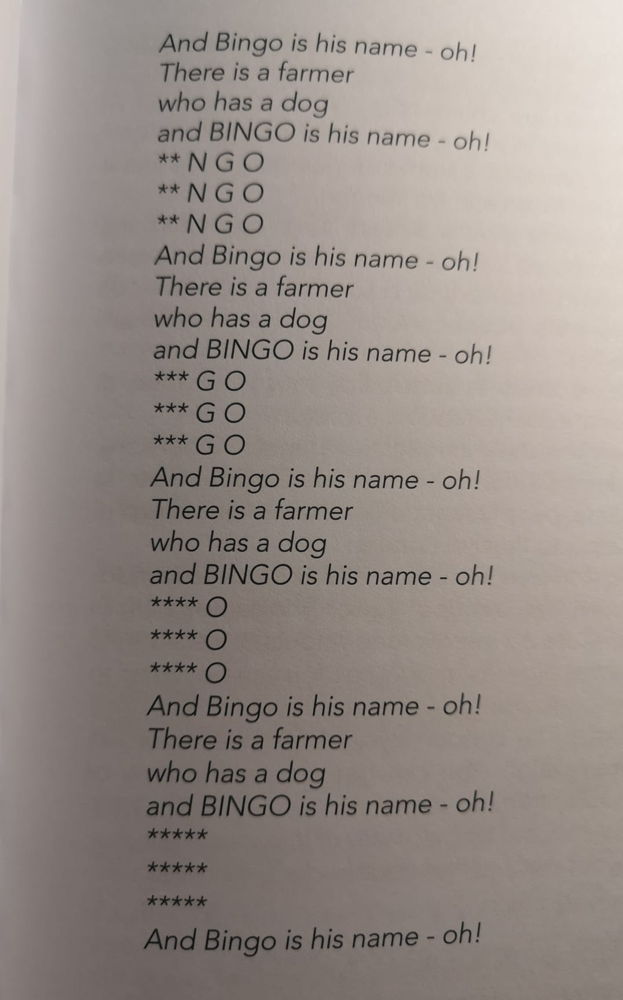 And Bingo is his name - oh!
There is a farmer
who has a dog
and BINGO is his name - oh!
** N G O
** N G O
** N G O
And Bingo is his name - oh!
There is a farmer
who has a dog
and BINGO is his name - oh!
*** G O
*** G O
*** G O
And Bingo is his name - oh!
There is a farmer
who has a dog
and BINGO is his name - oh!
**** O
**** O
**** O
And Bingo is his name - oh!
There is a farmer
who has a dog
and BINGO is his name - oh!
*****
*****
*****
And Bingo is his name - oh!